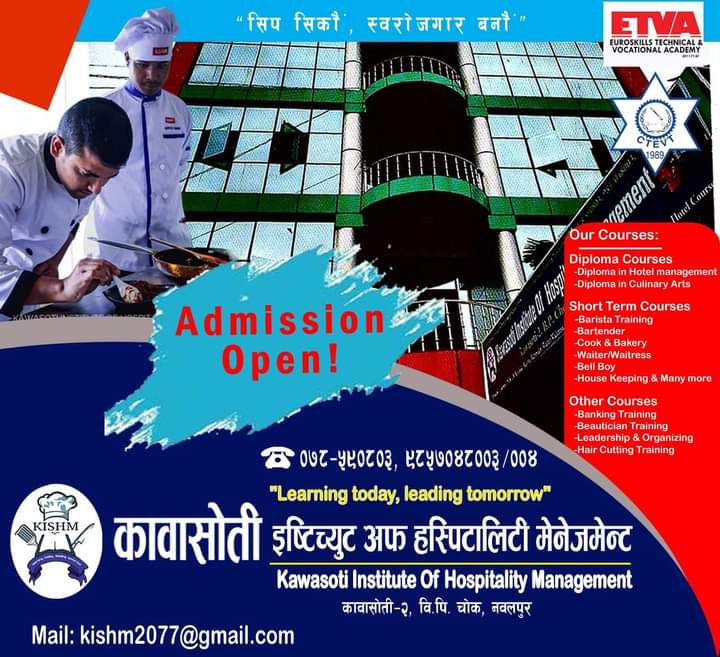 “सिप सिकौं, स्वरोजगार बनौं”
ETVA
EUROSKILLS TECHNICAL &
VOCATIONAL ACADEMY
CTEVT
1989
Kawasoti Institute Of
Our Courses:
Diploma Courses
-Diploma in Hotel management
-Diploma in Culinary Arts
Short Term Courses
-Barista Training
-Bartender
-Cook & Bakery
-Waiter/Waitress
-Bell Boy
-House Keeping & Many more
Other Courses
-Banking Training
-Beautician Training
-Leadership & Organizing
-Hair Cutting Training
Admission
Open!
☎ ०७८-५९०८०३, ९८५७०४८००३/००४
"Learning today, leading tomorrow"
KISHM
कावासोती इष्टिच्युट अफ हस्पिटालिटी मेनेजमेन्ट
Kawasoti Institute Of Hospitality Management
कावासोती-२, वि.पि. चोक, नवलपुर
Mail: kishm2077@gmail.com